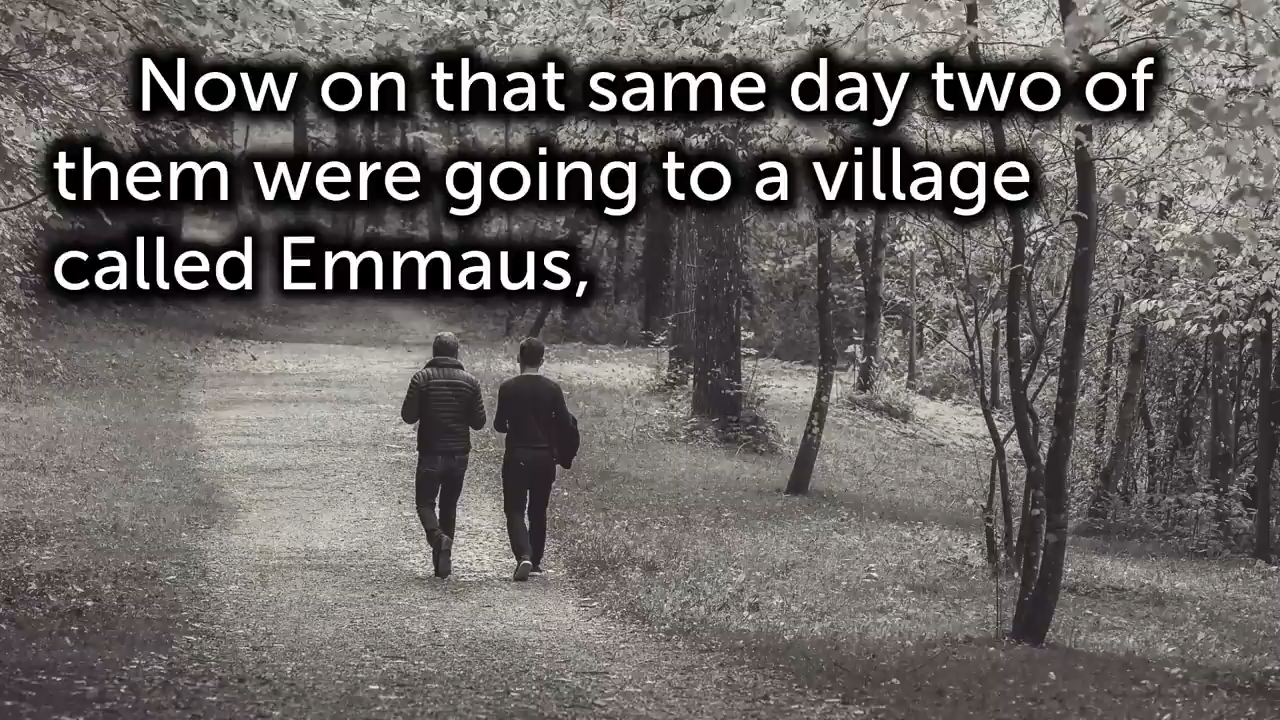 Now on that same day two of
them were going to a village
called Emmaus,